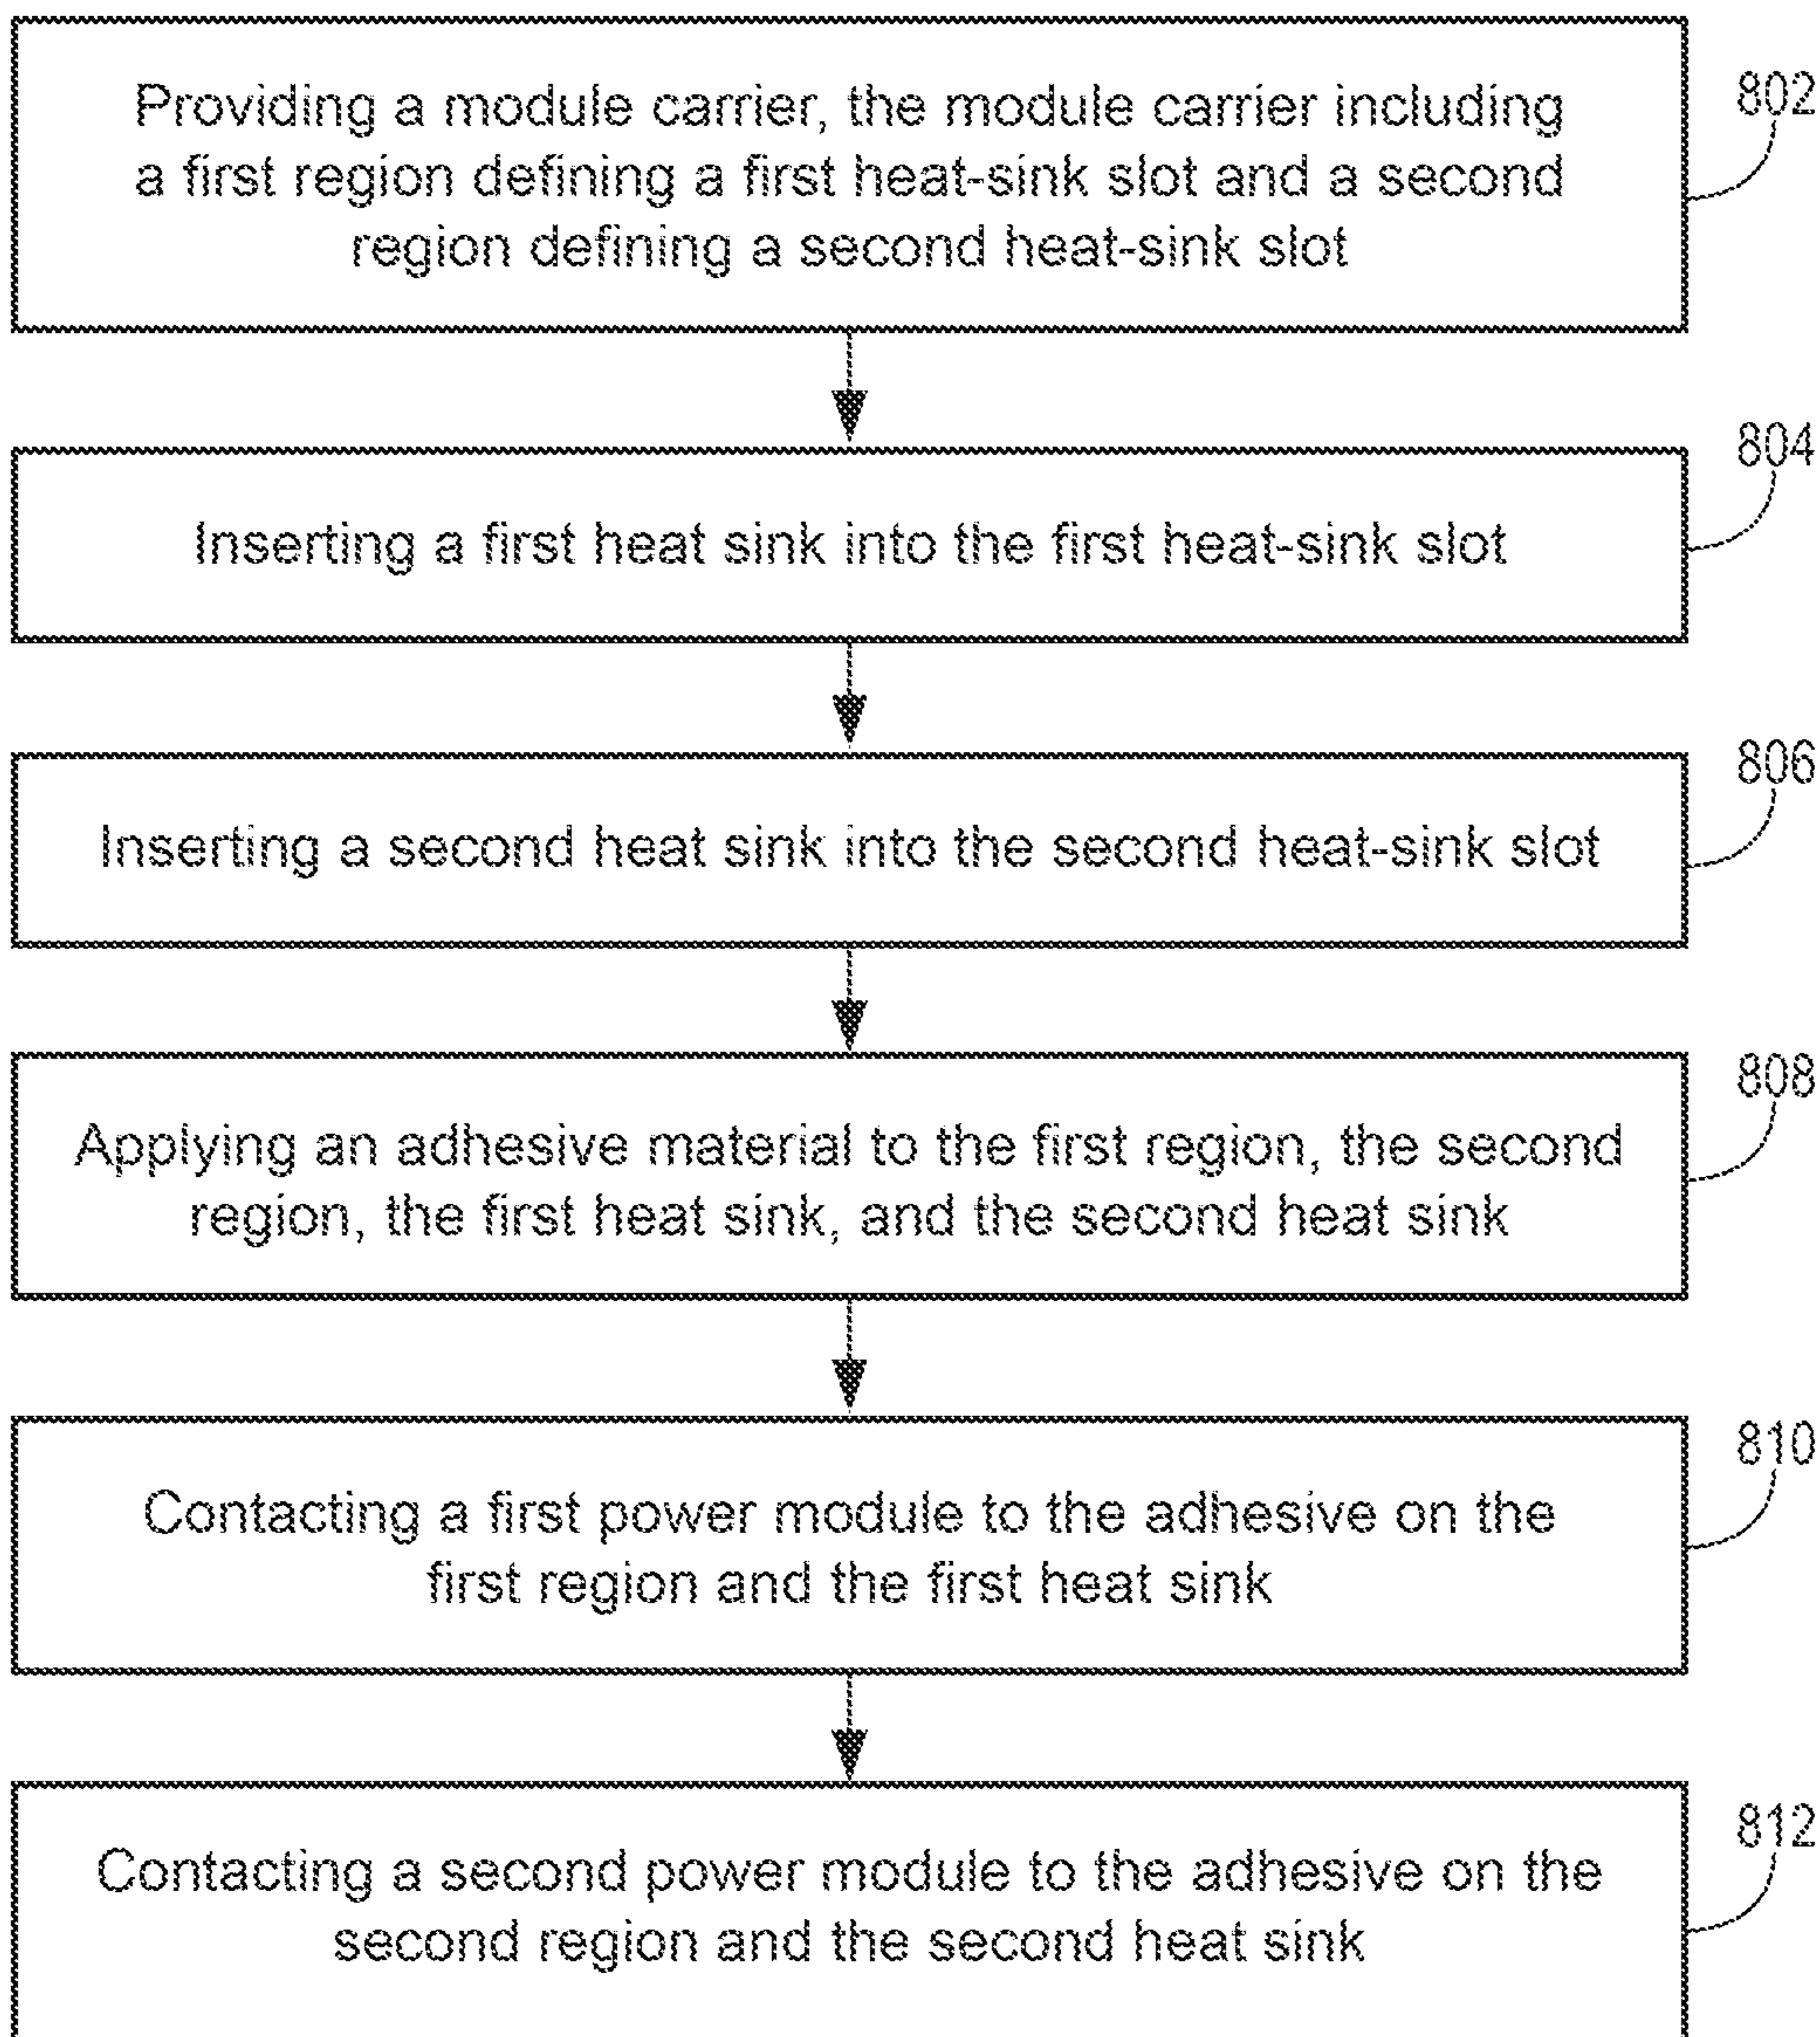 Providing a module carrier, the module carrier including
a first region defining a first heat-sink slot and a second
region defining a second heat-sink slot
802
Inserting a first heat sink into the first heat-sink slot
804
Inserting a second heat sink into the second heat-sink slot
806
Applying an adhesive material to the first region, the second
region, the first heat sink, and the second heat sink
808
Contacting a first power module to the adhesive on the
first region and the first heat sink
810
Contacting a second power module to the adhesive on the
second region and the second heat sink
812